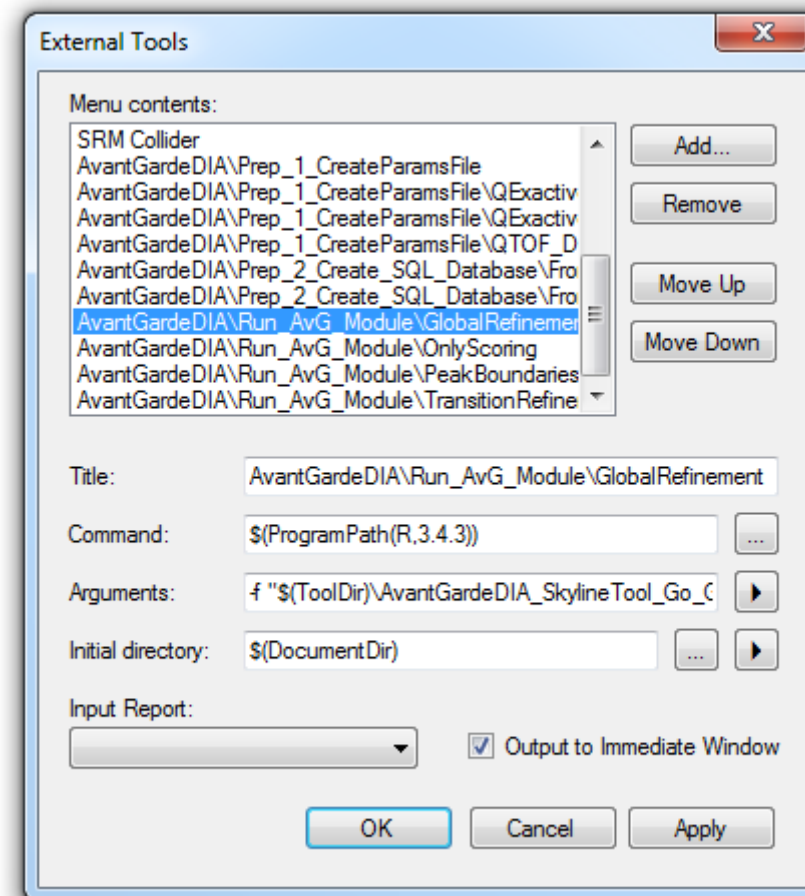 External Tools
Menu contents:
SRM Collider
AvantGardeDIA\Prep_1_CreateParamsFile
AvantGardeDIA\Prep_1_CreateParamsFile\QExactiv
AvantGardeDIA\Prep_1_CreateParamsFile\QExactiv
AvantGardeDIA\Prep_1_CreateParamsFile\QTOF_D
AvantGardeDIA\Prep_2_Create_SQL_Database\Fro
AvantGardeDIA\Prep_2_Create_SQL_Database\Fro
AvantGardeDIA\Run_AvG_Module\GlobalRefinemer
AvantGardeDIA\Run_AvG_Module\OnlyScoring
AvantGardeDIA\Run_AvG_Module\PeakBoundaries
AvantGardeDIA\Run_AvG_Module\TransitionRefine
Add...
Remove
Move Up
Move Down
Title: AvantGardeDIA\Run_AvG_Module\GlobalRefinement
Command: $(ProgramPath(R,3.4.3)) ...
Arguments: -f "$(ToolDir)\AvantGardeDIA_SkylineTool_Go_G
Initial directory: $(DocumentDir) ...
Input Report:
Output to Immediate Window
OK Cancel Apply